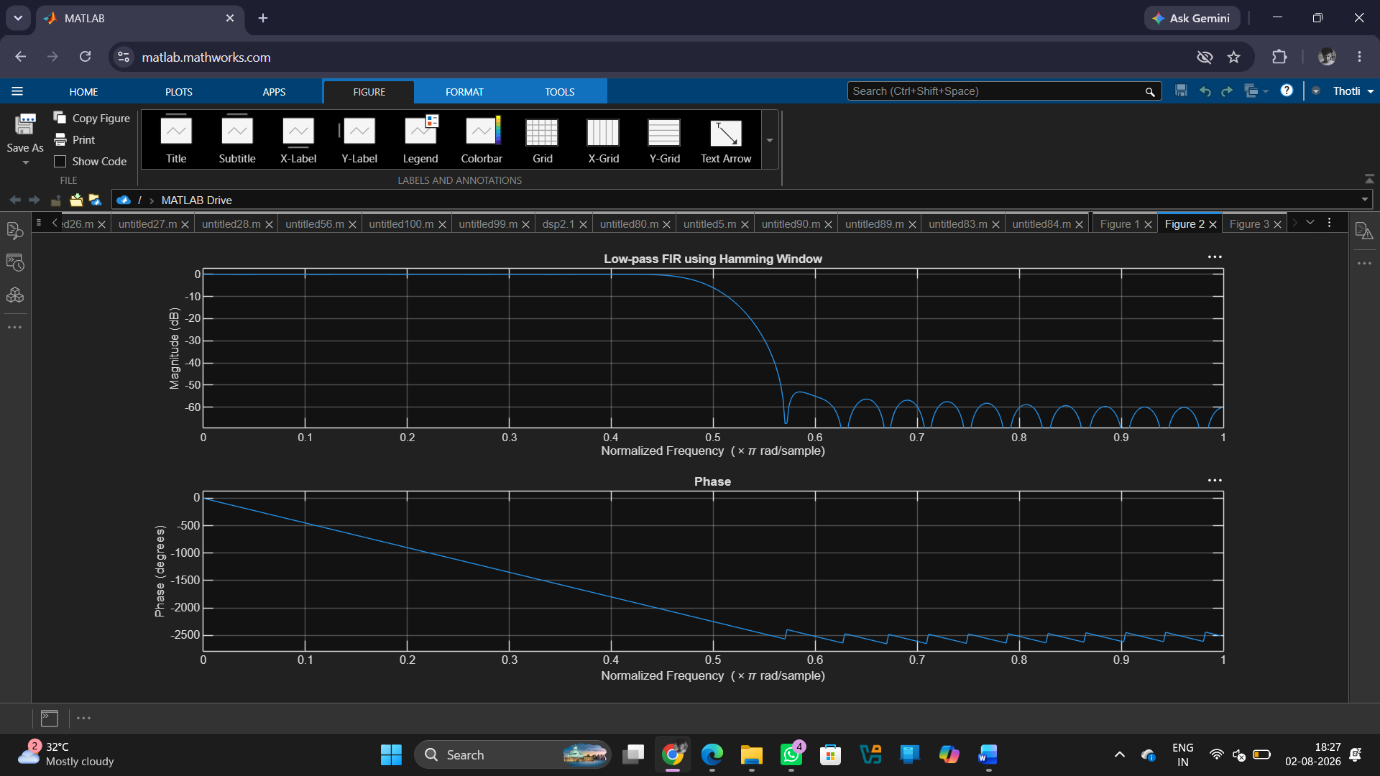 MATLAB
Ask Gemini
matlab.mathworks.com
HOME PLOTS APPS FIGURE FORMAT TOOLS
Search (Ctrl+Shift+Space)
Thotli
Save As
Copy Figure
Print
Show Code
Title Subtitle X-Label Y-Label Legend Colorbar Grid X-Grid Y-Grid Text Arrow
FILE
LABELS AND ANNOTATIONS
/ > MATLAB Drive
ed26.m untitled27.m untitled28.m untitled56.m untitled100.m untitled99.m dsp2.1 untitled80.m untitled5.m untitled90.m untitled89.m untitled83.m untitled84.m Figure 1 Figure 2 Figure 3
Low-pass FIR using Hamming Window
Magnitude (dB)
0
-10
-20
-30
-40
-50
-60
0 0.1 0.2 0.3 0.4 0.5 0.6 0.7 0.8 0.9 1
Normalized Frequency (× π rad/sample)
Phase
Phase (degrees)
0
-500
-1000
-1500
-2000
-2500
0 0.1 0.2 0.3 0.4 0.5 0.6 0.7 0.8 0.9 1
Normalized Frequency (× π rad/sample)
2
32°C
Mostly cloudy
Search
4
ENG
IN
18:27
02-08-2026